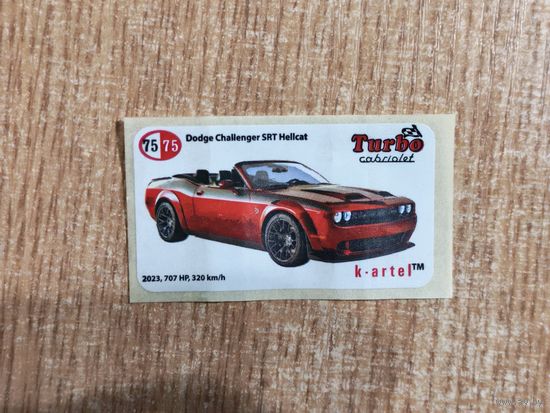 75 75 Dodge Challenger SRT Hellcat
Turbo
cabriolet
2023, 707 HP, 320 km/h
k·artel™